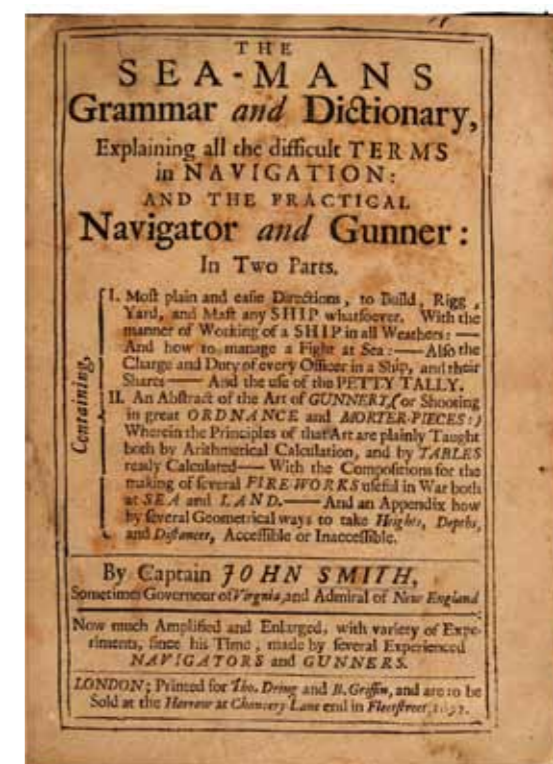 THE
SEA-MANS
Grammar and Dictionary,
Explaining all the difficult TERMS
in NAVIGATION:
AND THE PRACTICAL
Navigator and Gunner:
In Two Parts.
Containing,
I. Moſt plain and eaſie Directions, to Build, Rigg,
Yard, and Maſt any SHIP whatſoever. With the
manner of Working of a SHIP in all Weathers: —
And how to manage a Fight at Sea: — Alſo the
Charge and Duty of every Officer in a Ship, and their
Shares — And the uſe of the PETTY TALLY.
II. An Abſtract of the Art of GUNNERY, (or Shooting
in great ORDNANCE and MORTER-PIECES:)
Wherein the Principles of that Art are plainly Taught
both by Arithmetical Calculation, and by TABLES
ready Calculated — With the Compoſitions for the
making of ſeveral FIRE-WORKS uſeful in War both
at SEA and LAND. — And an Appendix how
by ſeveral Geometrical ways to take Heights, Depths,
and Diſtances, Acceſſible or Inacceſſible.
By Captain JOHN SMITH,
Sometimes Governour of Virgnia, and Admiral of New England
Now much Amplified and Enlarged, with variety of Expe-
riments, ſince his Time, made by ſeveral Experienced
NAVIGATORS and GUNNERS.
LONDON; Printed for Tho. Dring and B. Griffin, and are to be
Sold at the Harrow at Chancery Lane end in Fleetſtreet,